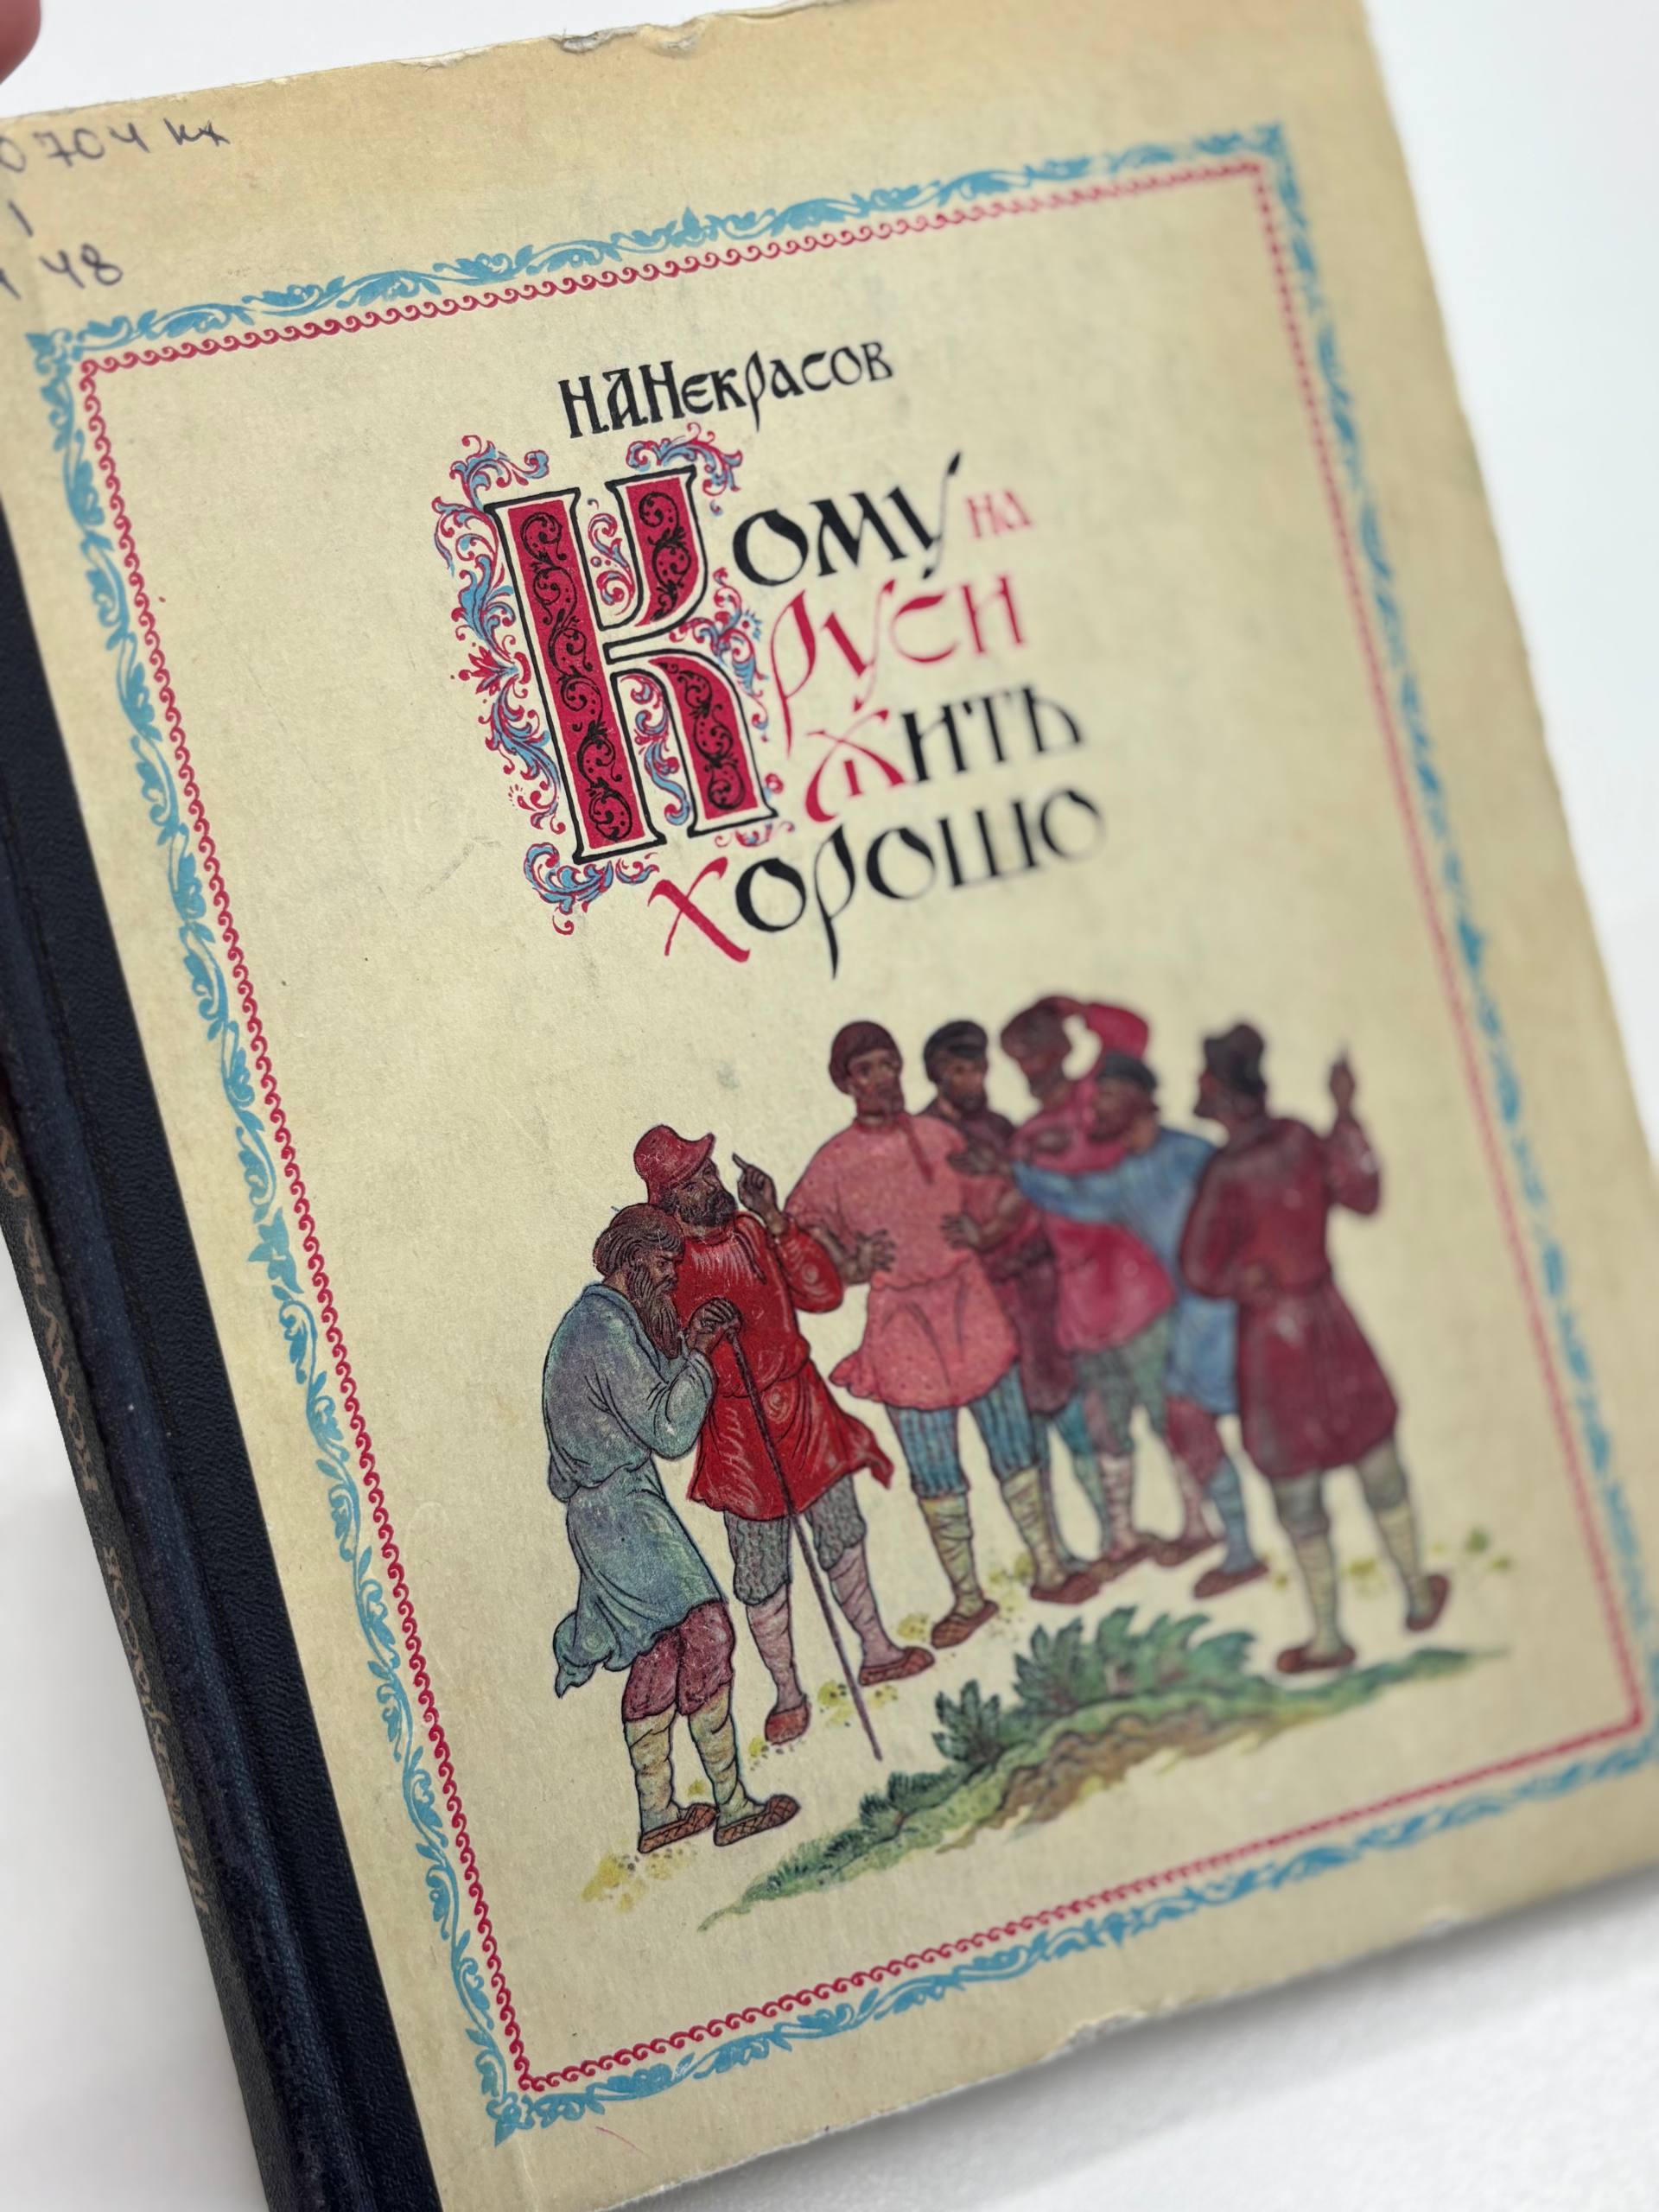 0704 кх
1
48
Н.А.Некрасов
Кому на
Руси
жить
хорошо